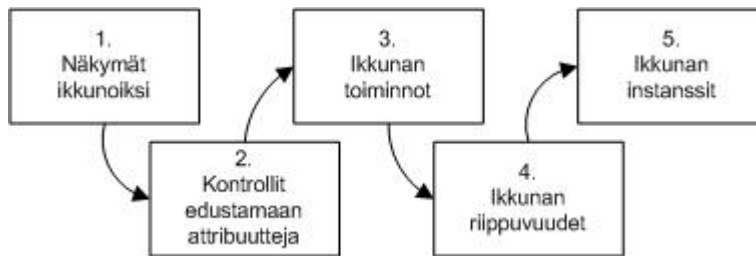 1.
Näkymät
ikkunoiksi
2.
Kontrollit
edustamaan
attribuutteja
3.
Ikkunan
toiminnot
4.
Ikkunan
riippuvuudet
5.
Ikkunan
instanssit